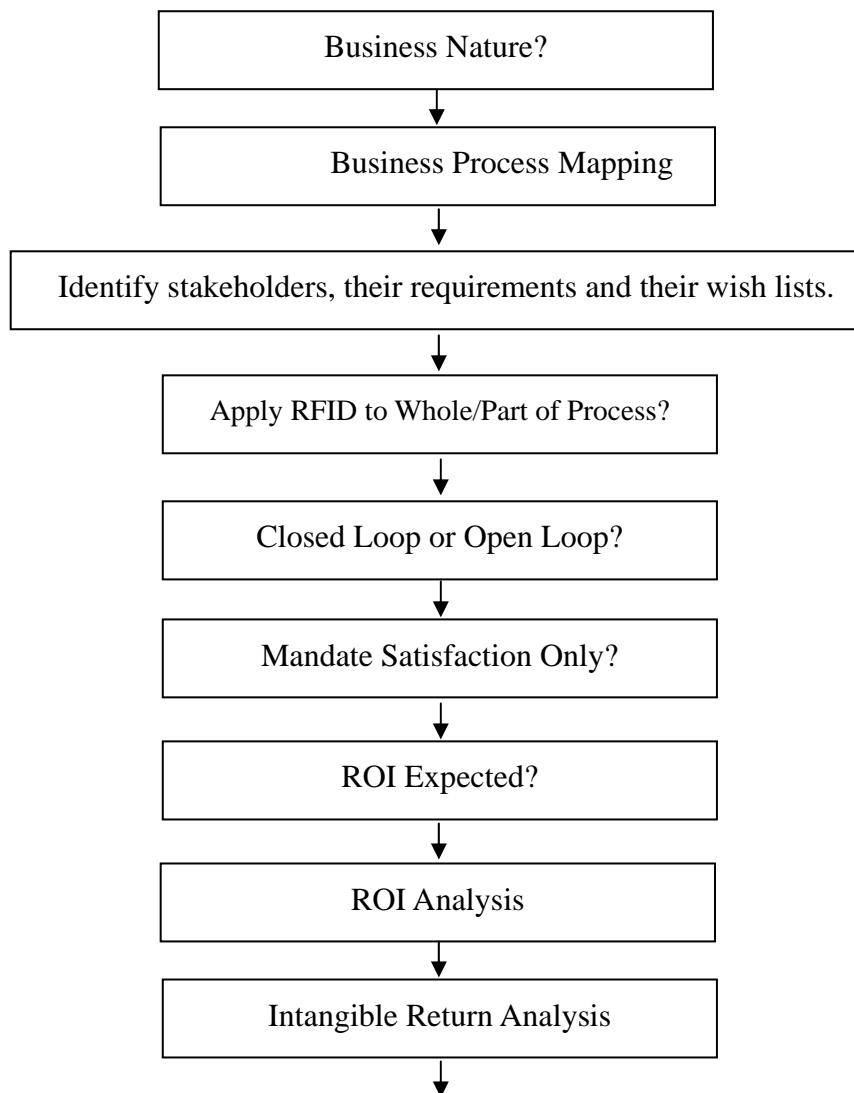 Business Nature?
Business Process Mapping
Identify stakeholders, their requirements and their wish lists.
Apply RFID to Whole/Part of Process?
Closed Loop or Open Loop?
Mandate Satisfaction Only?
ROI Expected?
ROI Analysis
Intangible Return Analysis